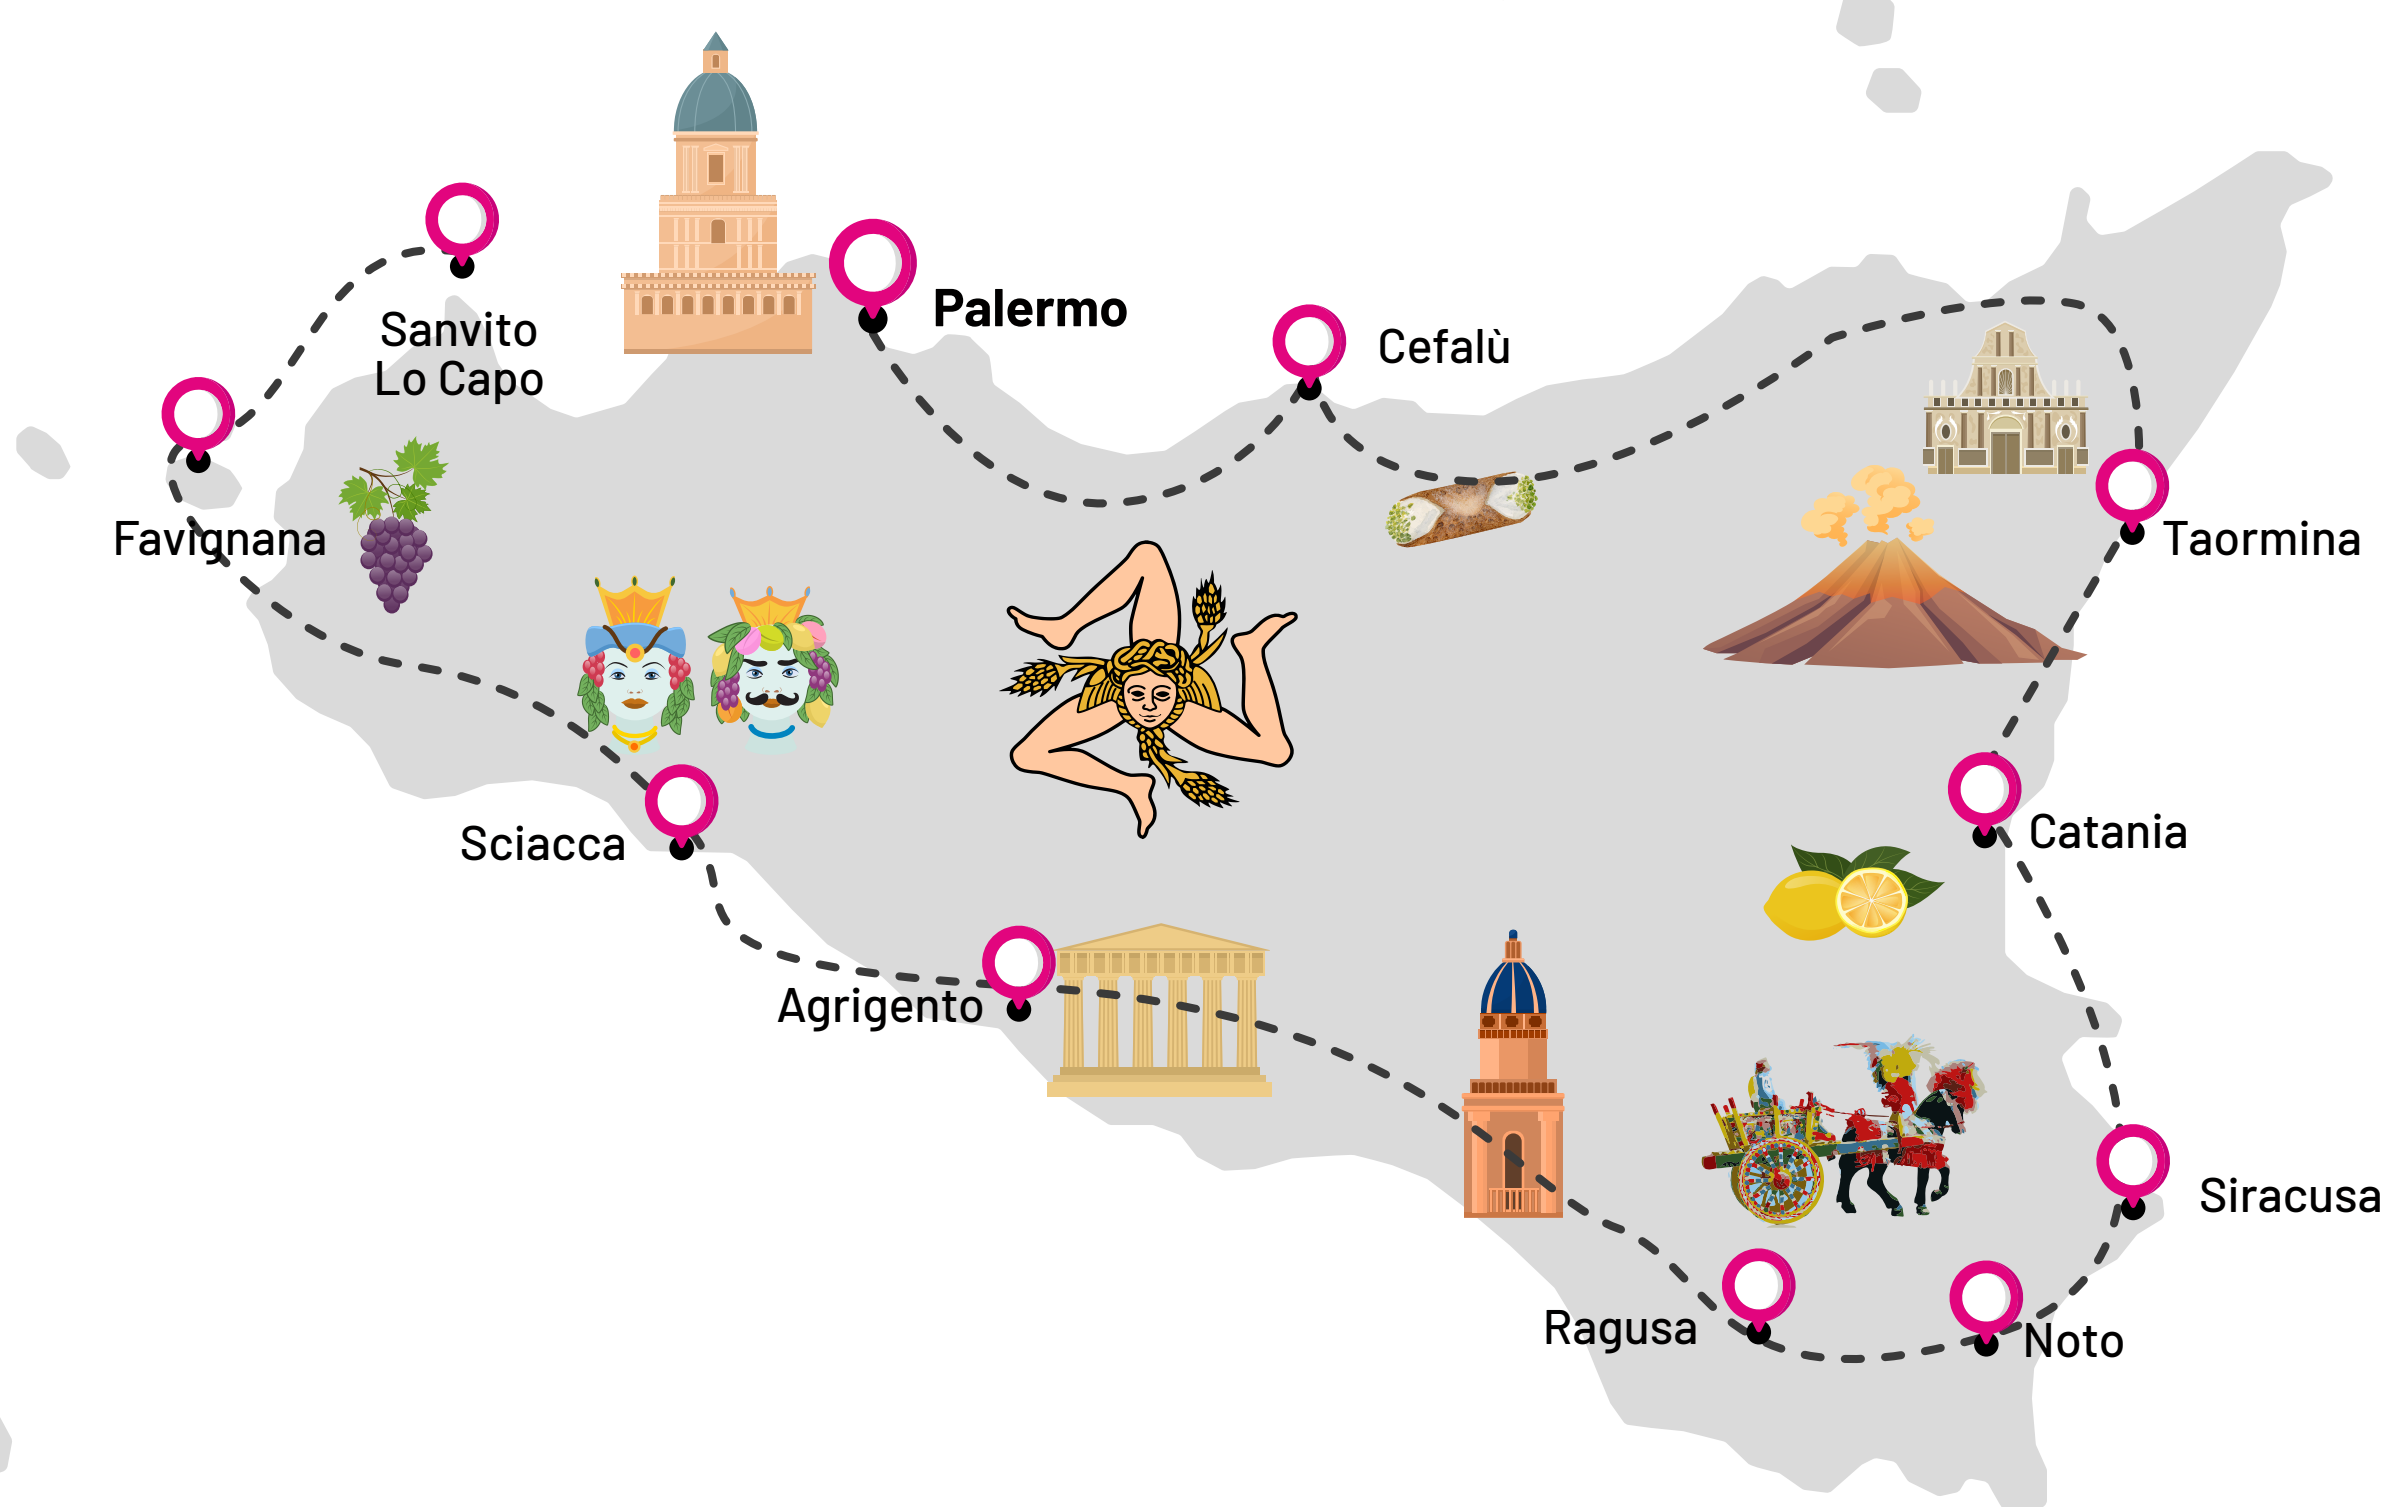 Sanvito
Lo Capo
Palermo
Cefalù
Favignana
Taormina
Sciacca
Catania
Agrigento
Siracusa
Ragusa
Noto